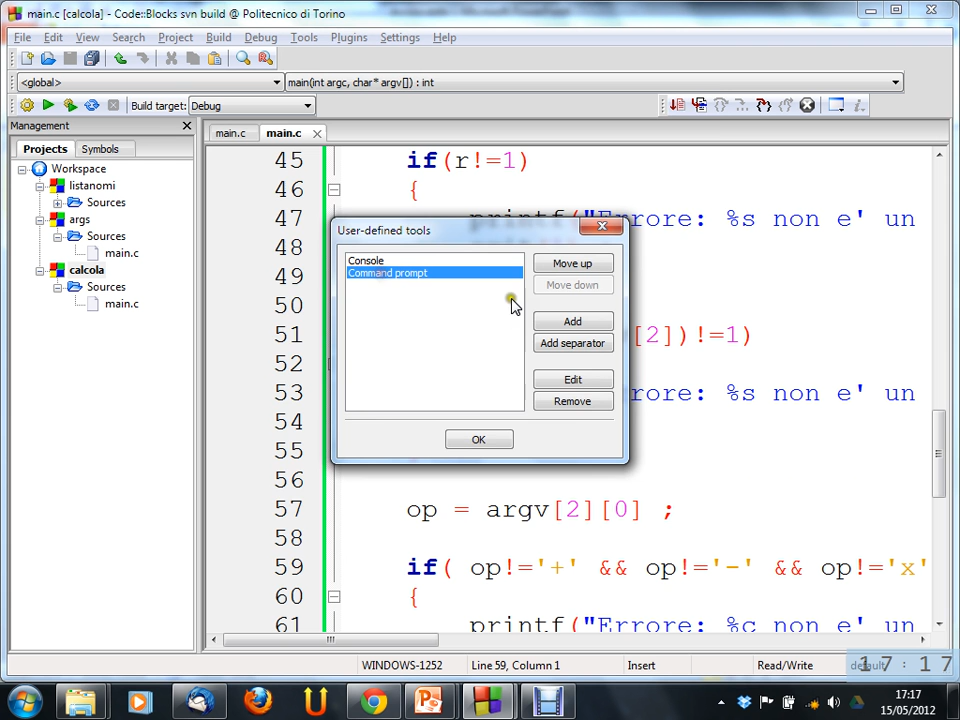 main.c [calcola] - Code::Blocks svn build @ Politecnico di Torino
File Edit View Search Project Build Debug Tools Plugins Settings Help
<global> main(int argc, char* argv[]) : int
Build target: Debug
Management
main.c main.c
Projects Symbols
Workspace
listanomi
Sources
args
Sources
main.c
calcola
Sources
main.c
45 if(r!=1)
46 {
47 printf("Errore: %s non e' un
48
49
50
51 [2])!=1)
52
53 rore: %s non e' un
54
55
56
57 op = argv[2][0] ;
58
59 if( op!='+' && op!='-' && op!='x'
60 {
61 printf("Errore: %c non e' un
User-defined tools
Console
Command prompt
Move up
Move down
Add
Add separator
Edit
Remove
OK
WINDOWS-1252 Line 59, Column 1 Insert Read/Write default
17:17
17:17
15/05/2012